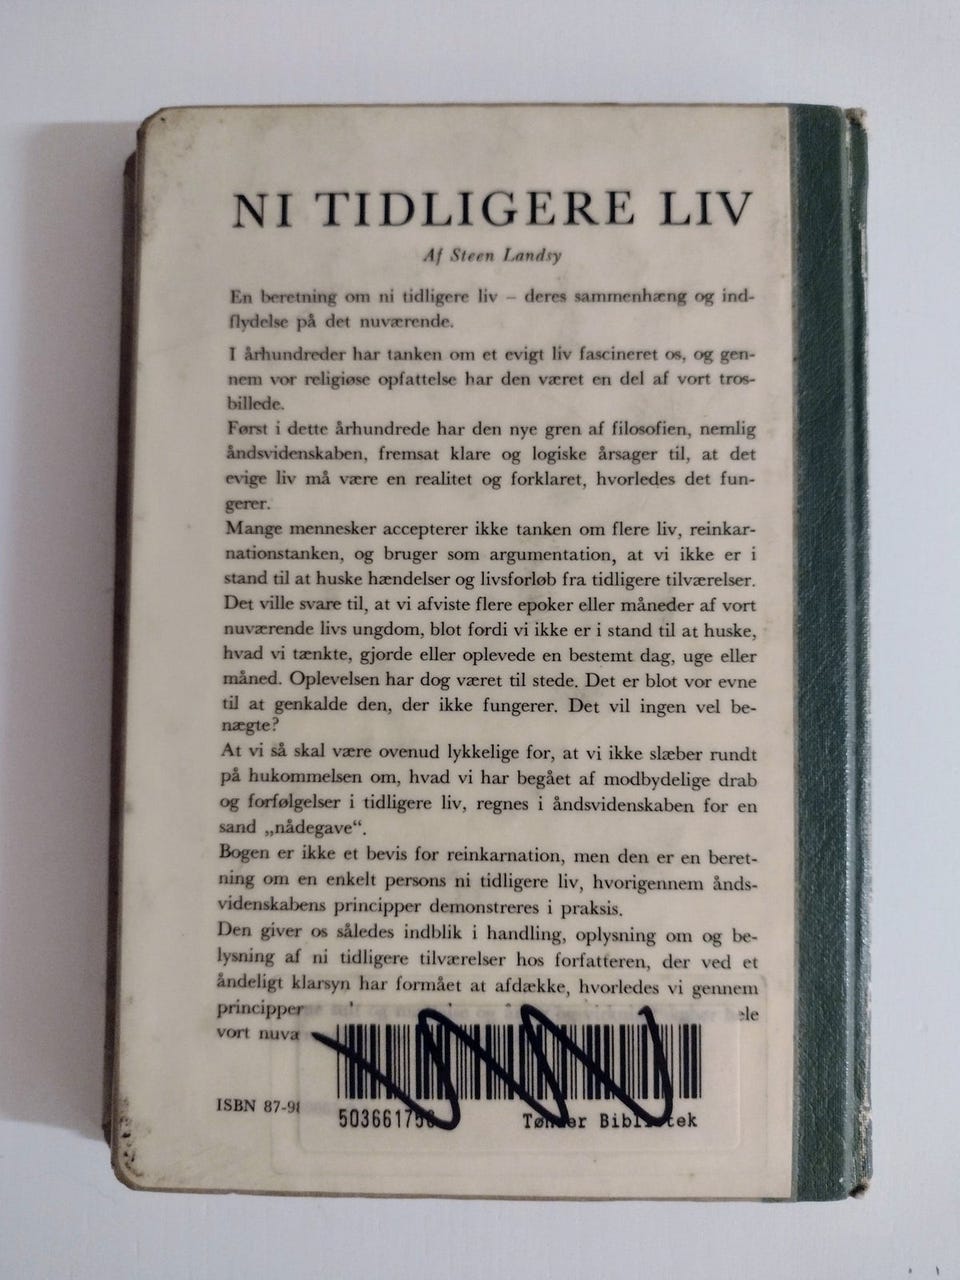 NI TIDLIGERE LIV
Af Steen Landsy
En beretning om ni tidligere liv – deres sammenhæng og ind-
flydelse på det nuværende.
I århundreder har tanken om et evigt liv fascineret os, og gen-
nem vor religiøse opfattelse har den været en del af vort tros-
billede.
Først i dette århundrede har den nye gren af filosofien, nemlig
åndsvidenskaben, fremsat klare og logiske årsager til, at det
evige liv må være en realitet og forklaret, hvorledes det fun-
gerer.
Mange mennesker accepterer ikke tanken om flere liv, reinkar-
nationstanken, og bruger som argumentation, at vi ikke er i
stand til at huske hændelser og livsforløb fra tidligere tilværelser.
Det ville svare til, at vi afviste flere epoker eller måneder af vort
nuværende livs ungdom, blot fordi vi ikke er i stand til at huske,
hvad vi tænkte, gjorde eller oplevede en bestemt dag, uge eller
måned. Oplevelsen har dog været til stede. Det er blot vor evne
til at genkalde den, der ikke fungerer. Det vil ingen vel be-
nægte?
At vi så skal være ovenud lykkelige for, at vi ikke slæber rundt
på hukommelsen om, hvad vi har begået af modbydelige drab
og forfølgelser i tidligere liv, regnes i åndsvidenskaben for en
sand „nådegave“.
Bogen er ikke et bevis for reinkarnation, men den er en beret-
ning om en enkelt persons ni tidligere liv, hvorigennem ånds-
videnskabens principper demonstreres i praksis.
Den giver os således indblik i handling, oplysning om og be-
lysning af ni tidligere tilværelser hos forfatteren, der ved et
åndeligt klarsyn har formået at afdække, hvorledes vi gennem
principper
vort nuva
ISBN 87-98
Tønder Bibliotek